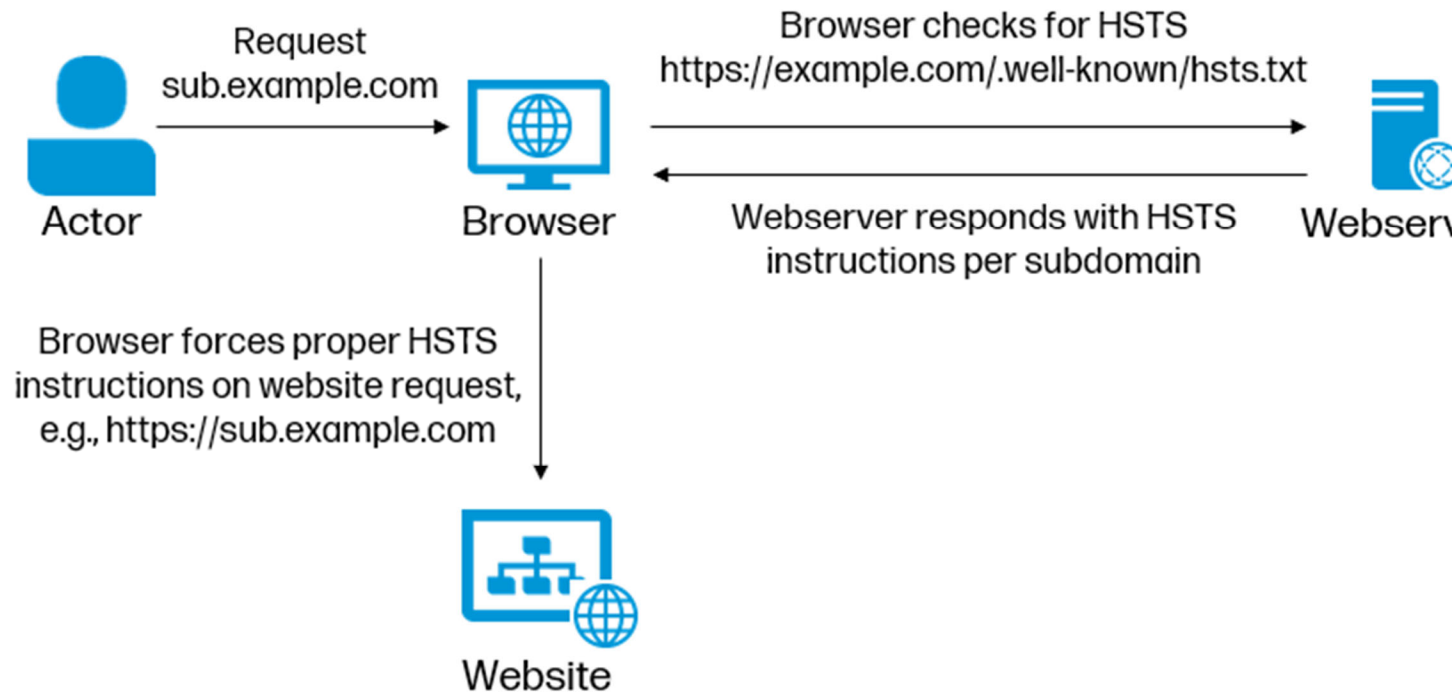 Request
sub.example.com
Browser checks for HSTS
https://example.com/.well-known/hsts.txt
Actor
Browser
Webserver responds with HSTS
instructions per subdomain
Browser forces proper HSTS
instructions on website request,
e.g., https://sub.example.com
Website